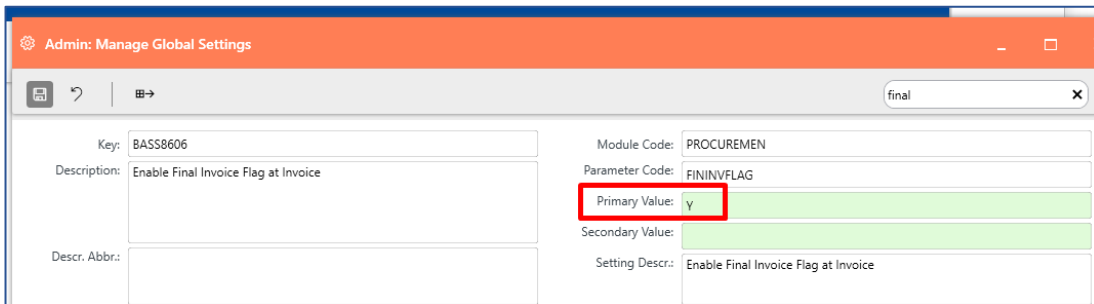 Admin: Manage Global Settings
final
Key: BASS8606
Module Code: PROCUREMEN
Description: Enable Final Invoice Flag at Invoice
Parameter Code: FININVFLAG
Primary Value: Y
Secondary Value:
Descr. Abbr.:
Setting Descr.: Enable Final Invoice Flag at Invoice